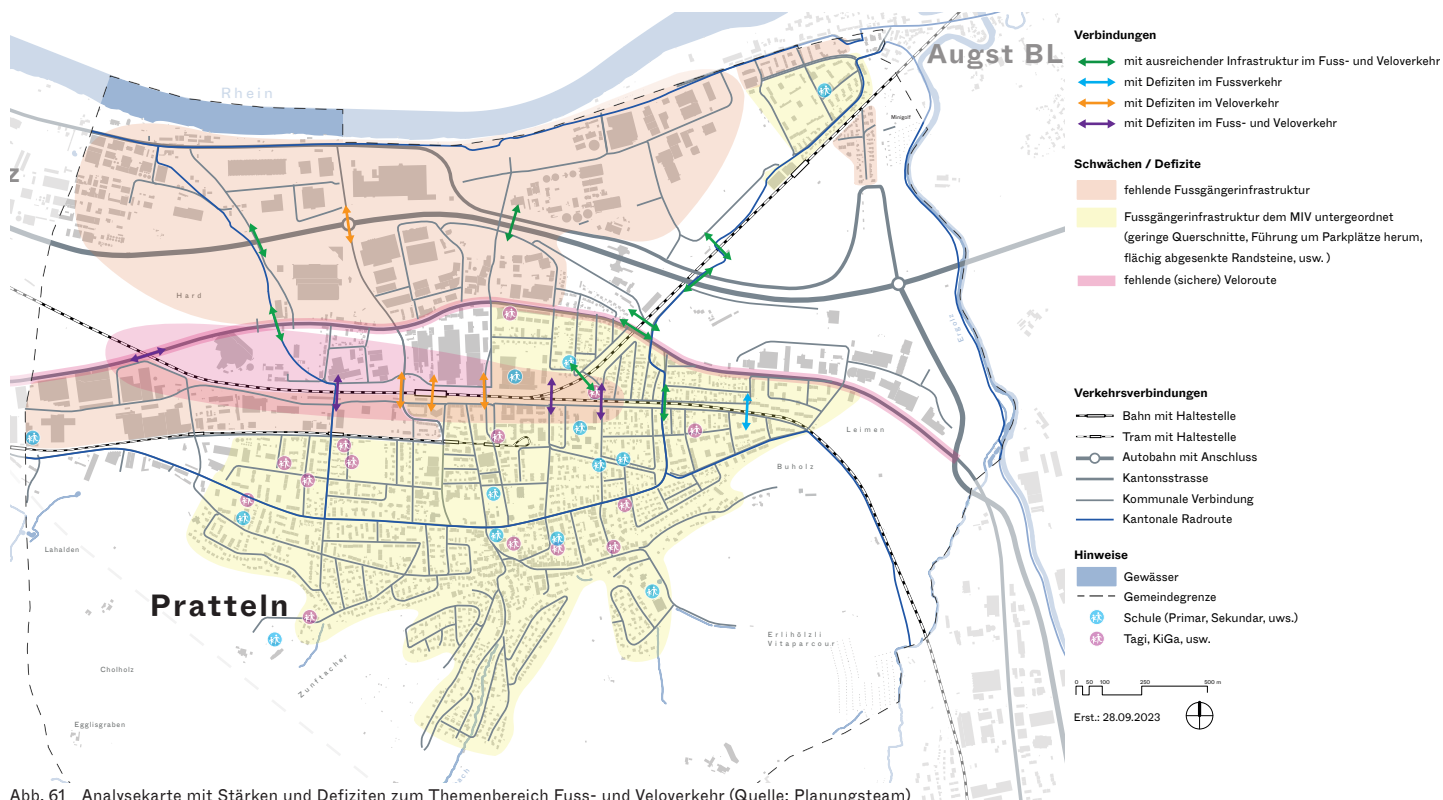 Rhein
Augst BL
Minigolf
z
Hard
Ergolz
Leimen
Buholz
Lahalden
Pratteln
Erlihölzli
Vitaparcour
Zunftacher
Cholholz
Egglisgraben
ach
Verbindungen
mit ausreichender Infrastruktur im Fuss- und Veloverkehr
mit Defiziten im Fussverkehr
mit Defiziten im Veloverkehr
mit Defiziten im Fuss- und Veloverkehr
Schwächen / Defizite
fehlende Fussgängerinfrastruktur
Fussgängerinfrastruktur dem MIV untergeordnet
(geringe Querschnitte, Führung um Parkplätze herum,
flächig abgesenkte Randsteine, usw. )
fehlende (sichere) Veloroute
Verkehrsverbindungen
Bahn mit Haltestelle
Tram mit Haltestelle
Autobahn mit Anschluss
Kantonsstrasse
Kommunale Verbindung
Kantonale Radroute
Hinweise
Gewässer
Gemeindegrenze
Schule (Primar, Sekundar, uws.)
Tagi, KiGa, usw.
0 50 100 250 500 m
Erst.: 28.09.2023
Abb. 61 Analysekarte mit Stärken und Defiziten zum Themenbereich Fuss- und Veloverkehr (Quelle: Planungsteam)